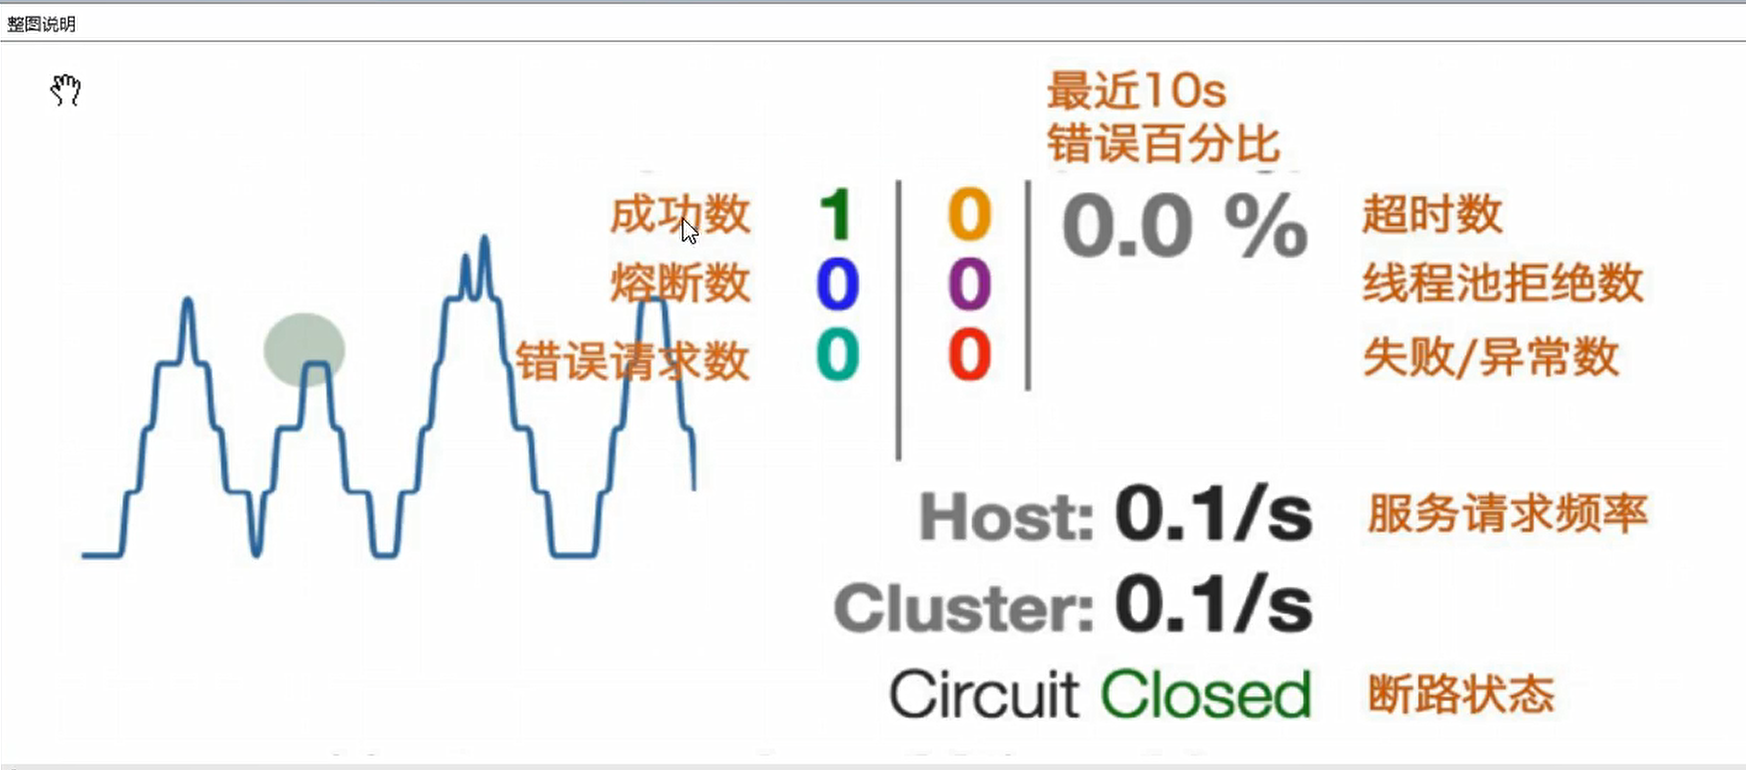 整图说明
最近10s
错误百分比
成功数 1 0 0.0 % 超时数
熔断数 0 0 线程池拒绝数
错误请求数 0 0 失败/异常数
Host: 0.1/s 服务请求频率
Cluster: 0.1/s
Circuit Closed 断路状态